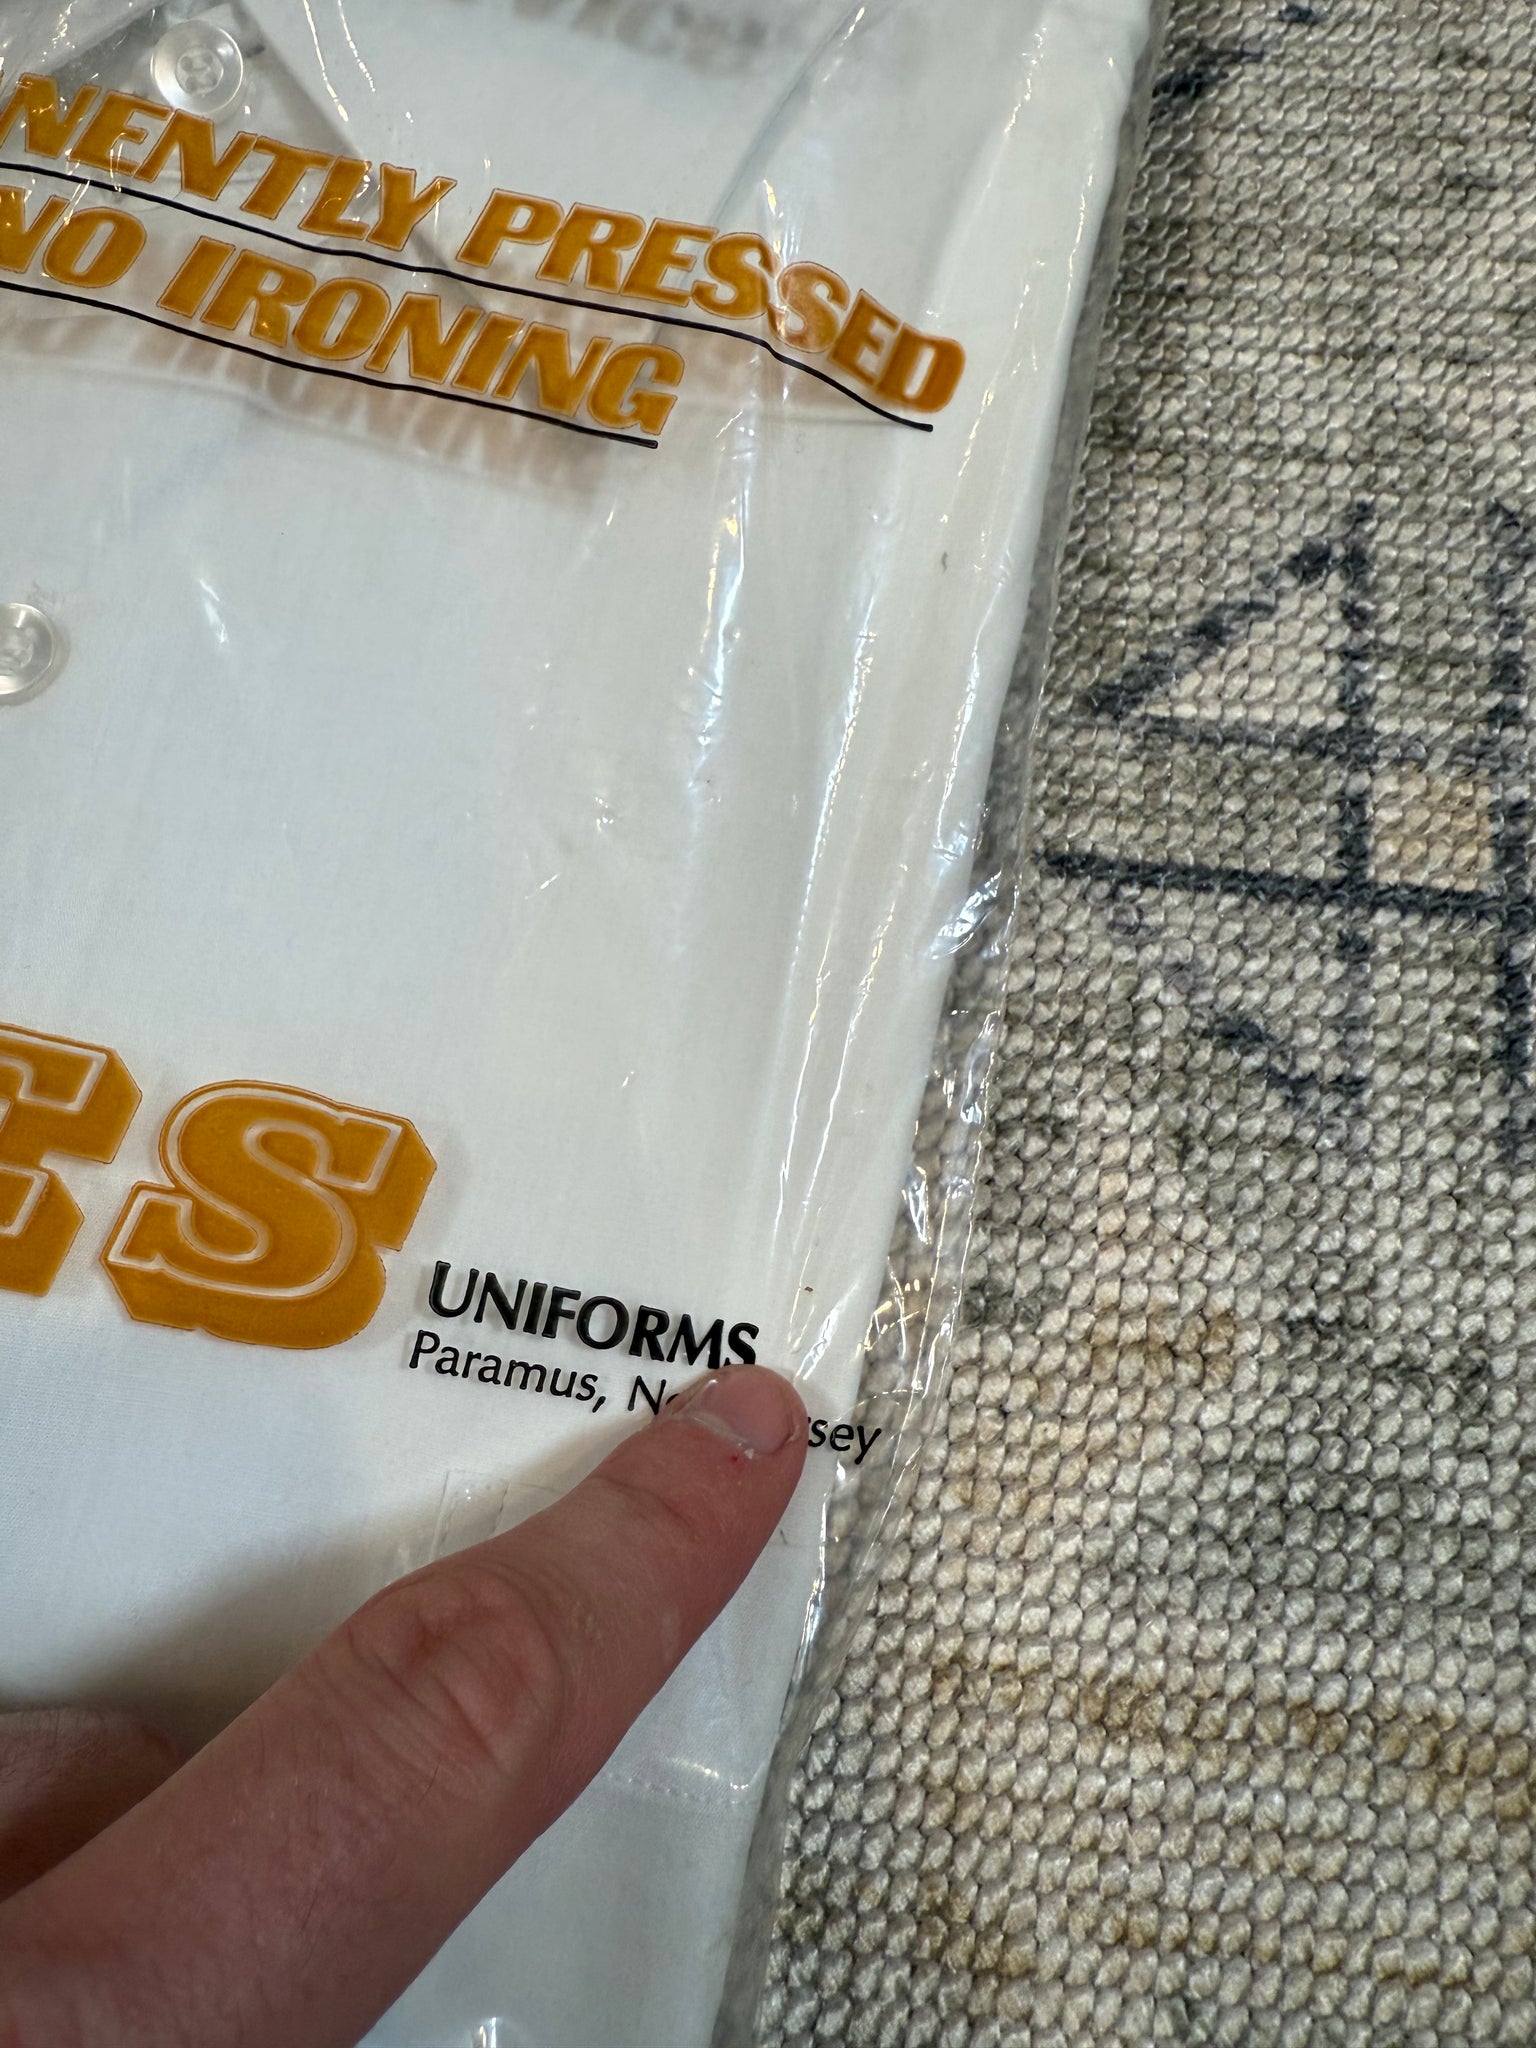 NENTLY PRESSED
NO IRONING
ES
UNIFORMS
Paramus, sey